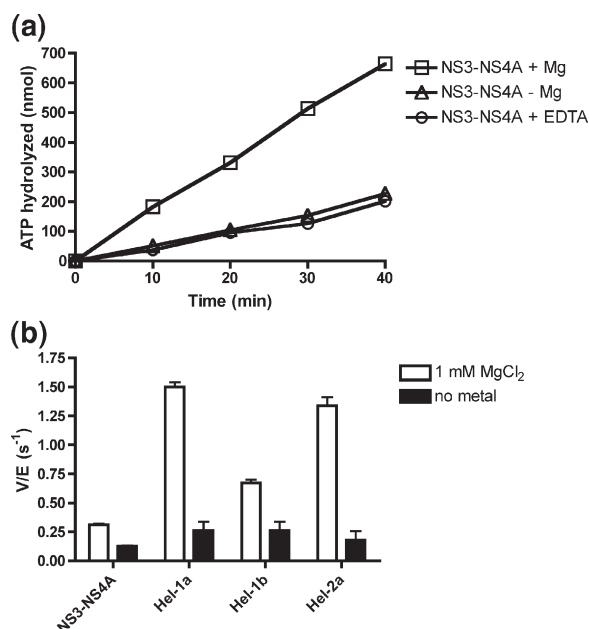 (a)
700
600
500
400
300
200
100
0
ATP hydrolyzed (nmol)
0 10 20 30 40
Time (min)
NS3-NS4A + Mg
NS3-NS4A - Mg
NS3-NS4A + EDTA
(b)
1.75
1.50
1.25
1.00
0.75
0.50
0.25
0.00
V/E (s⁻¹)
NS3-NS4A Hel-1a Hel-1b Hel-2a
1 mM MgCl₂
no metal